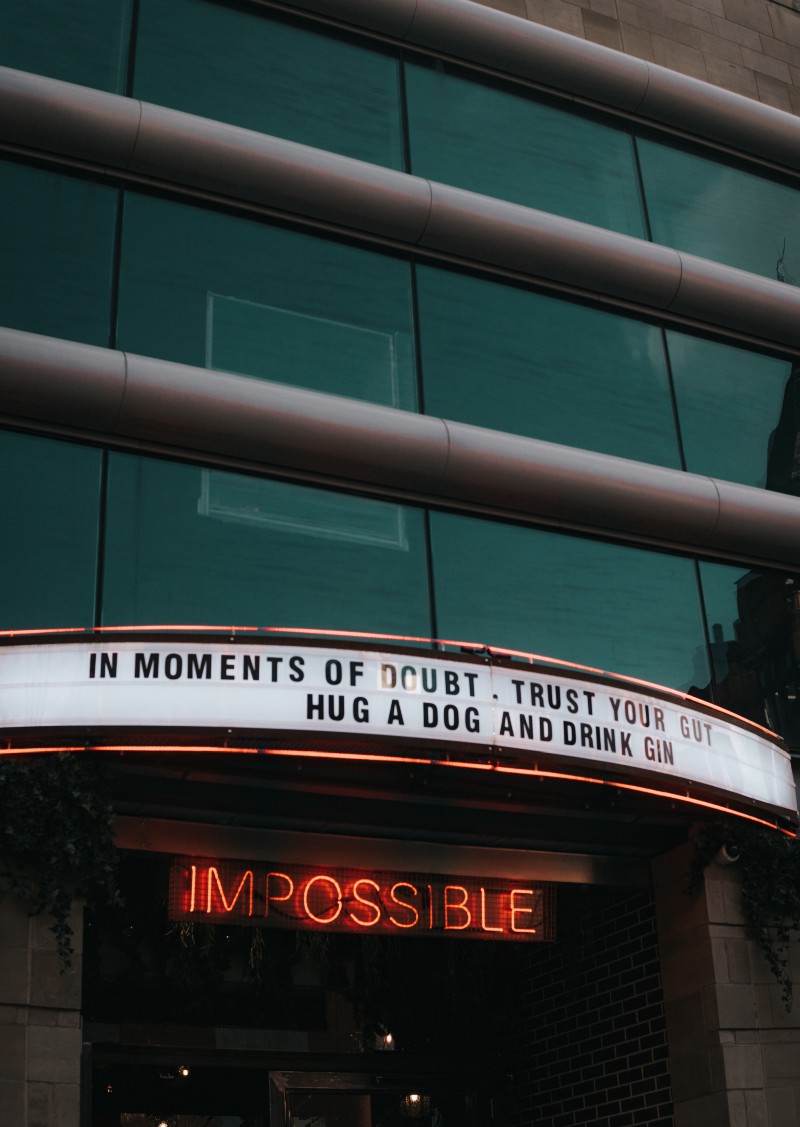 IN MOMENTS OF DOUBT . TRUST YOUR GUT
HUG A DOG AND DRINK GIN
IMPOSSIBLE